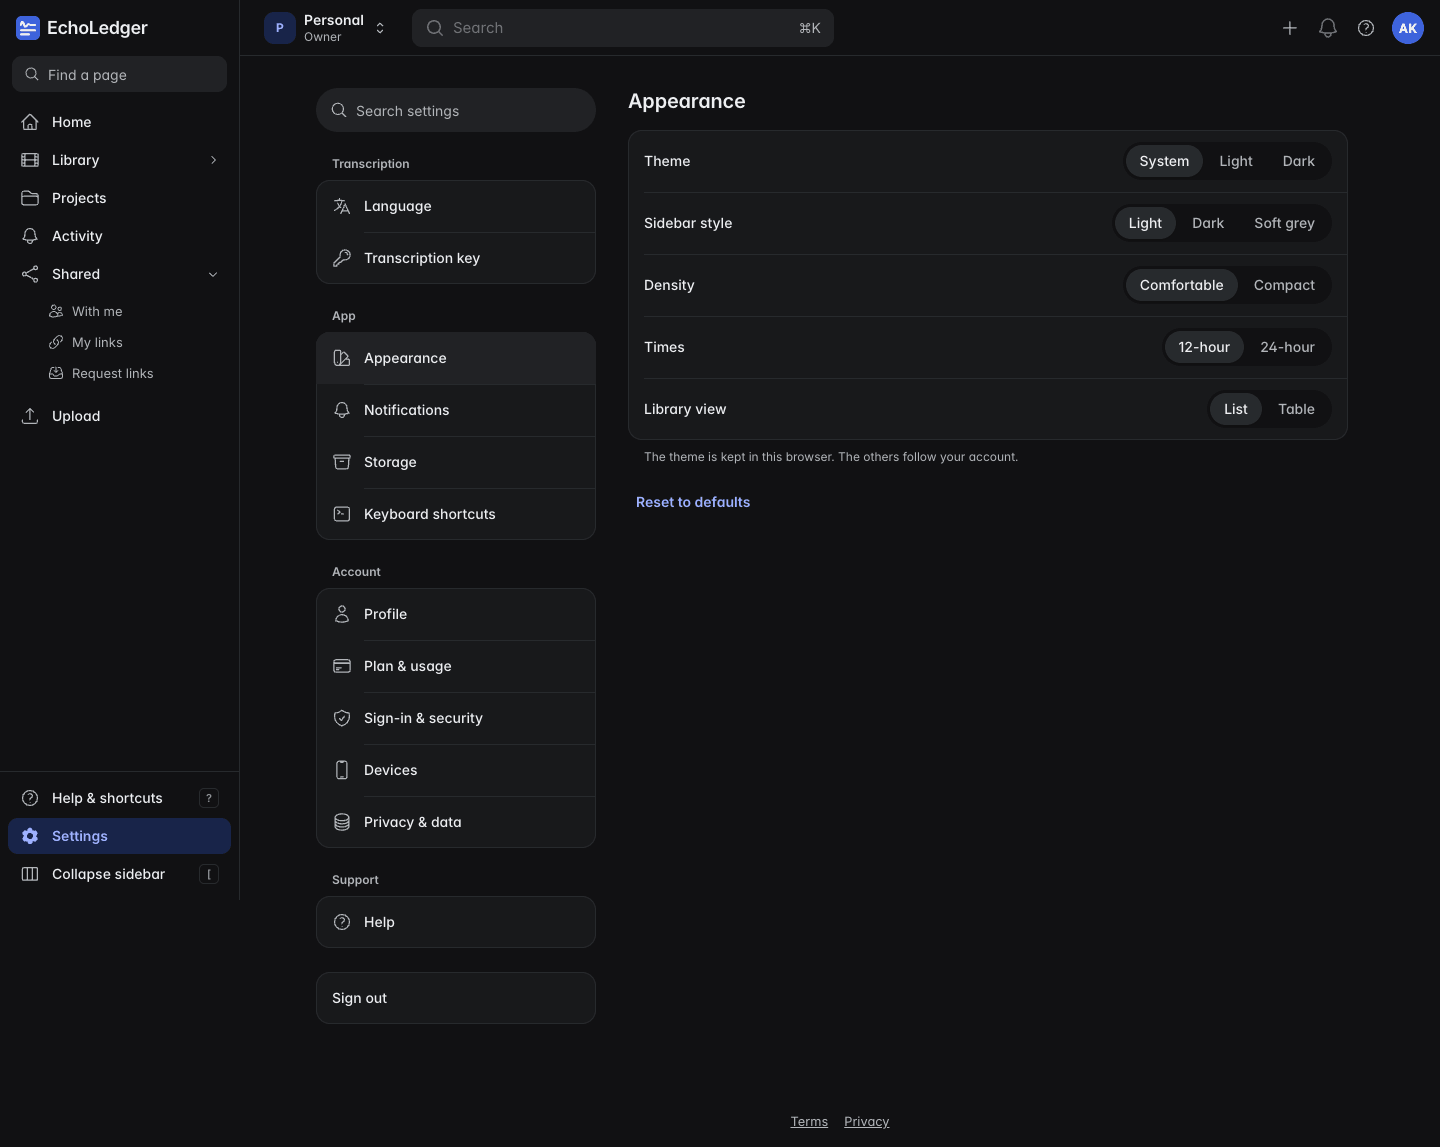 EchoLedger
Find a page
Home
Library
Projects
Activity
Shared
With me
My links
Request links
Upload
Help & shortcuts ?
Settings
Collapse sidebar [
P
Personal
Owner
Search ⌘K
AK
Search settings
Transcription
Language
Transcription key
App
Appearance
Notifications
Storage
Keyboard shortcuts
Account
Profile
Plan & usage
Sign-in & security
Devices
Privacy & data
Support
Help
Sign out
Appearance
Theme System Light Dark
Sidebar style Light Dark Soft grey
Density Comfortable Compact
Times 12-hour 24-hour
Library view List Table
The theme is kept in this browser. The others follow your account.
Reset to defaults
Terms Privacy